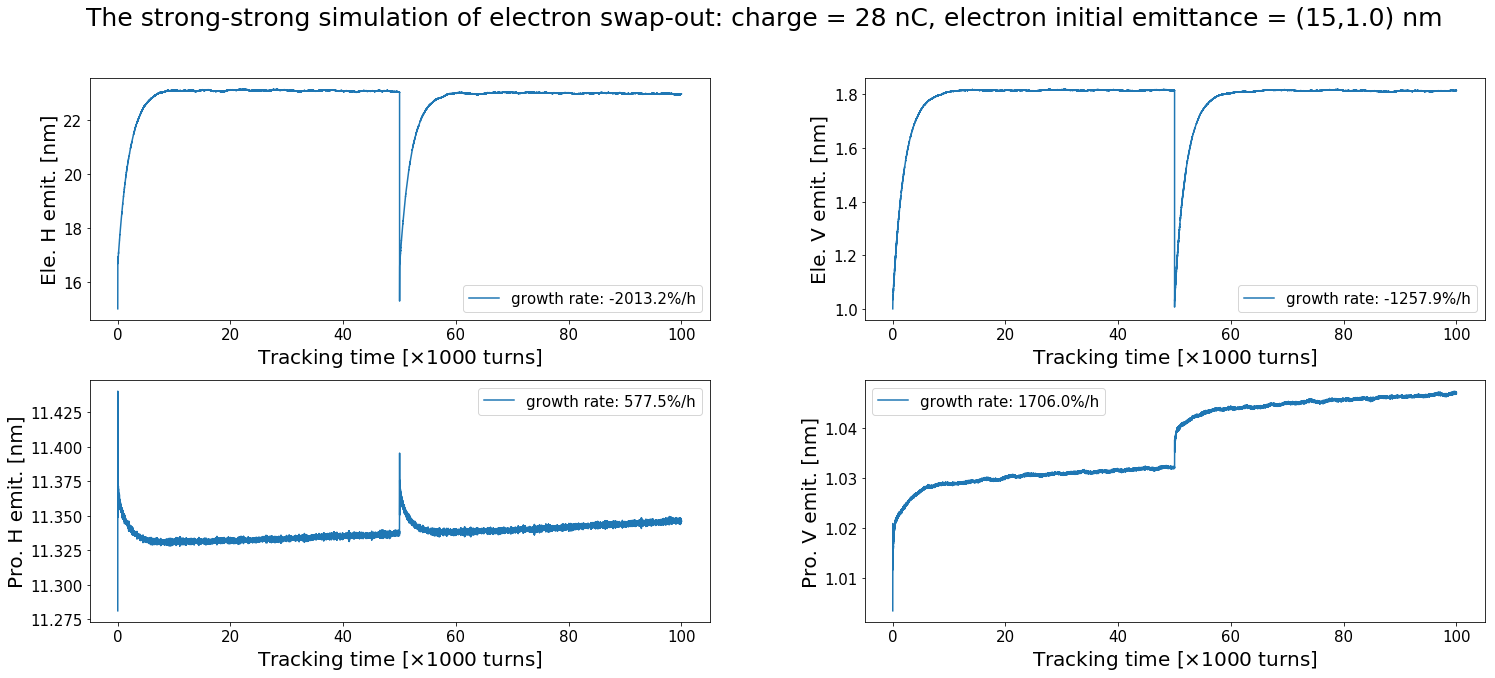 The strong-strong simulation of electron swap-out: charge = 28 nC, electron initial emittance = (15,1.0) nm
Ele. H emit. [nm]
22
20
18
16
growth rate: -2013.2%/h
0 20 40 60 80 100
Tracking time [×1000 turns]
Ele. V emit. [nm]
1.8
1.6
1.4
1.2
1.0
growth rate: -1257.9%/h
0 20 40 60 80 100
Tracking time [×1000 turns]
Pro. H emit. [nm]
11.425
11.400
11.375
11.350
11.325
11.300
11.275
growth rate: 577.5%/h
0 20 40 60 80 100
Tracking time [×1000 turns]
Pro. V emit. [nm]
1.04
1.03
1.02
1.01
growth rate: 1706.0%/h
0 20 40 60 80 100
Tracking time [×1000 turns]